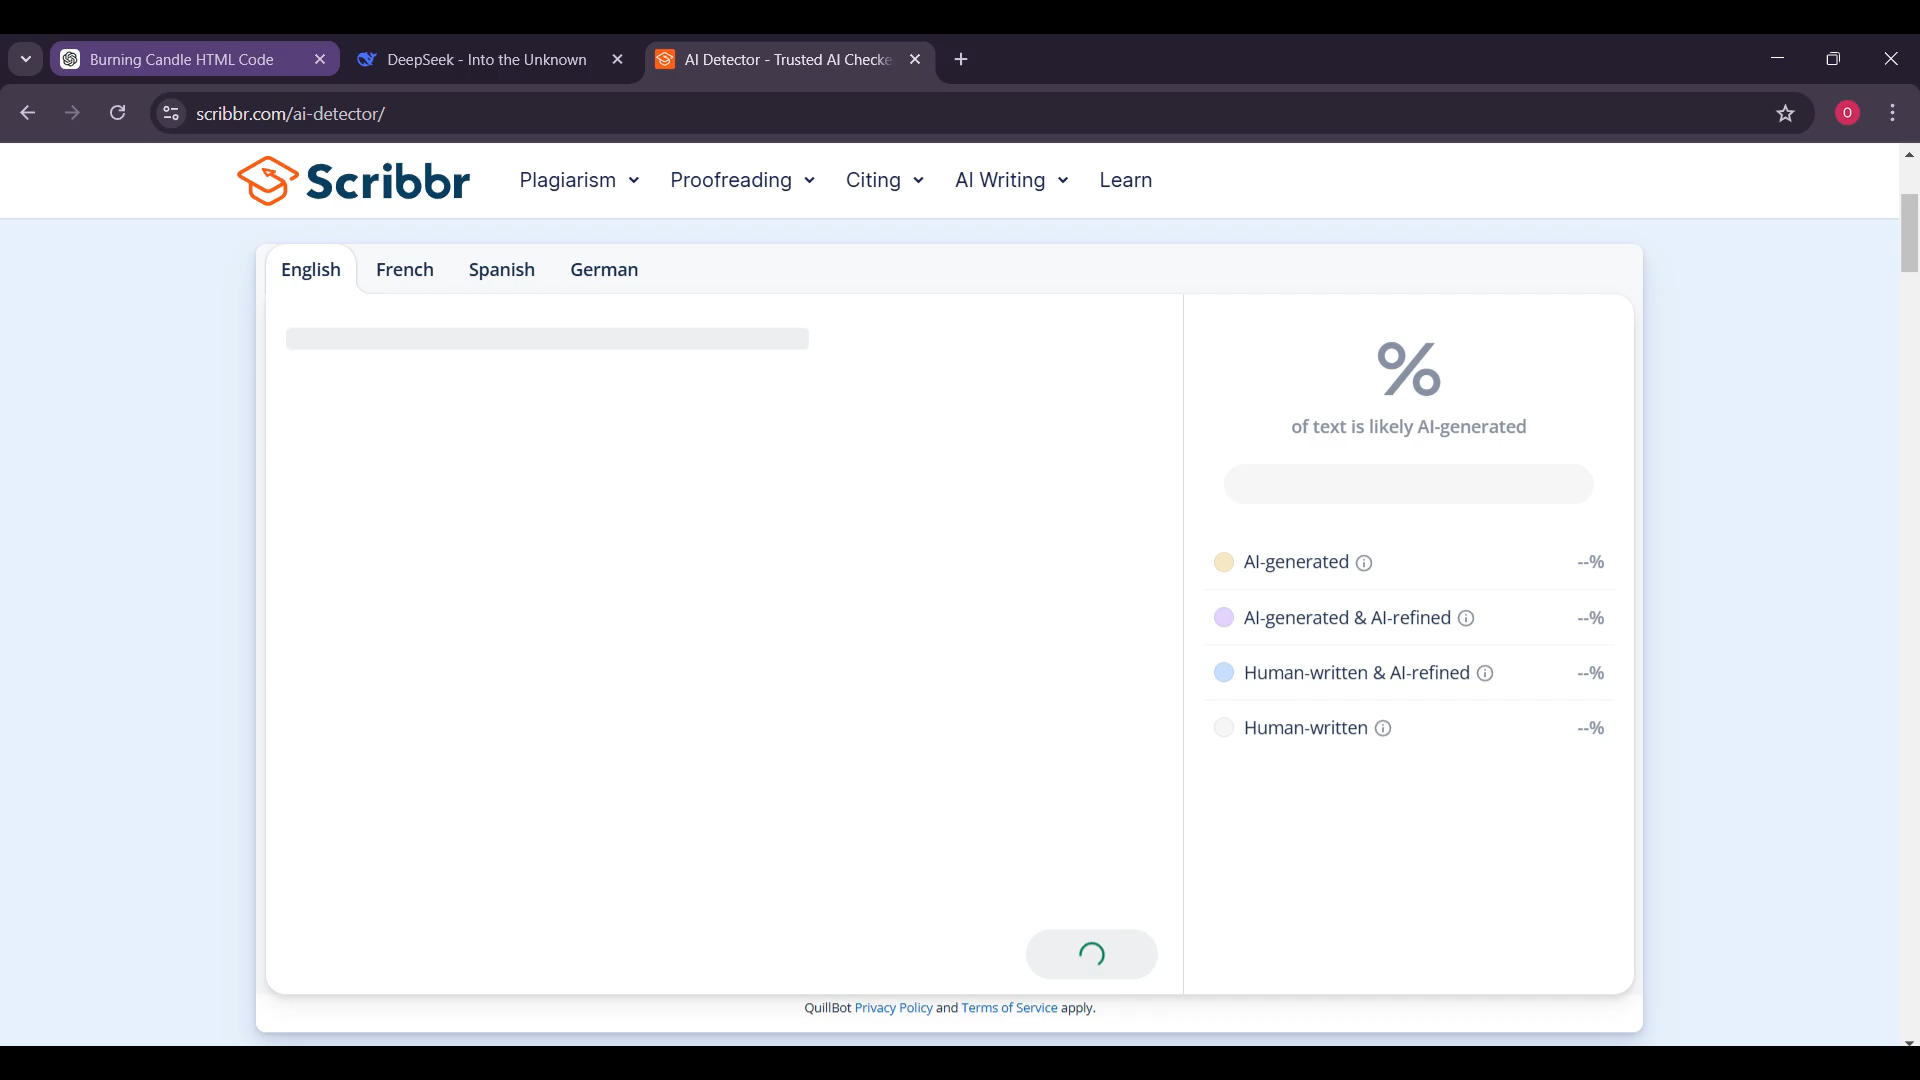 Burning Candle HTML Code
DeepSeek - Into the Unknown
AI Detector - Trusted AI Checke
scribbr.com/ai-detector/
O
Scribbr
Plagiarism
Proofreading
Citing
AI Writing
Learn
English
French
Spanish
German
%
of text is likely AI-generated
AI-generated
--%
AI-generated & AI-refined
--%
Human-written & AI-refined
--%
Human-written
--%
QuillBot Privacy Policy and Terms of Service apply.